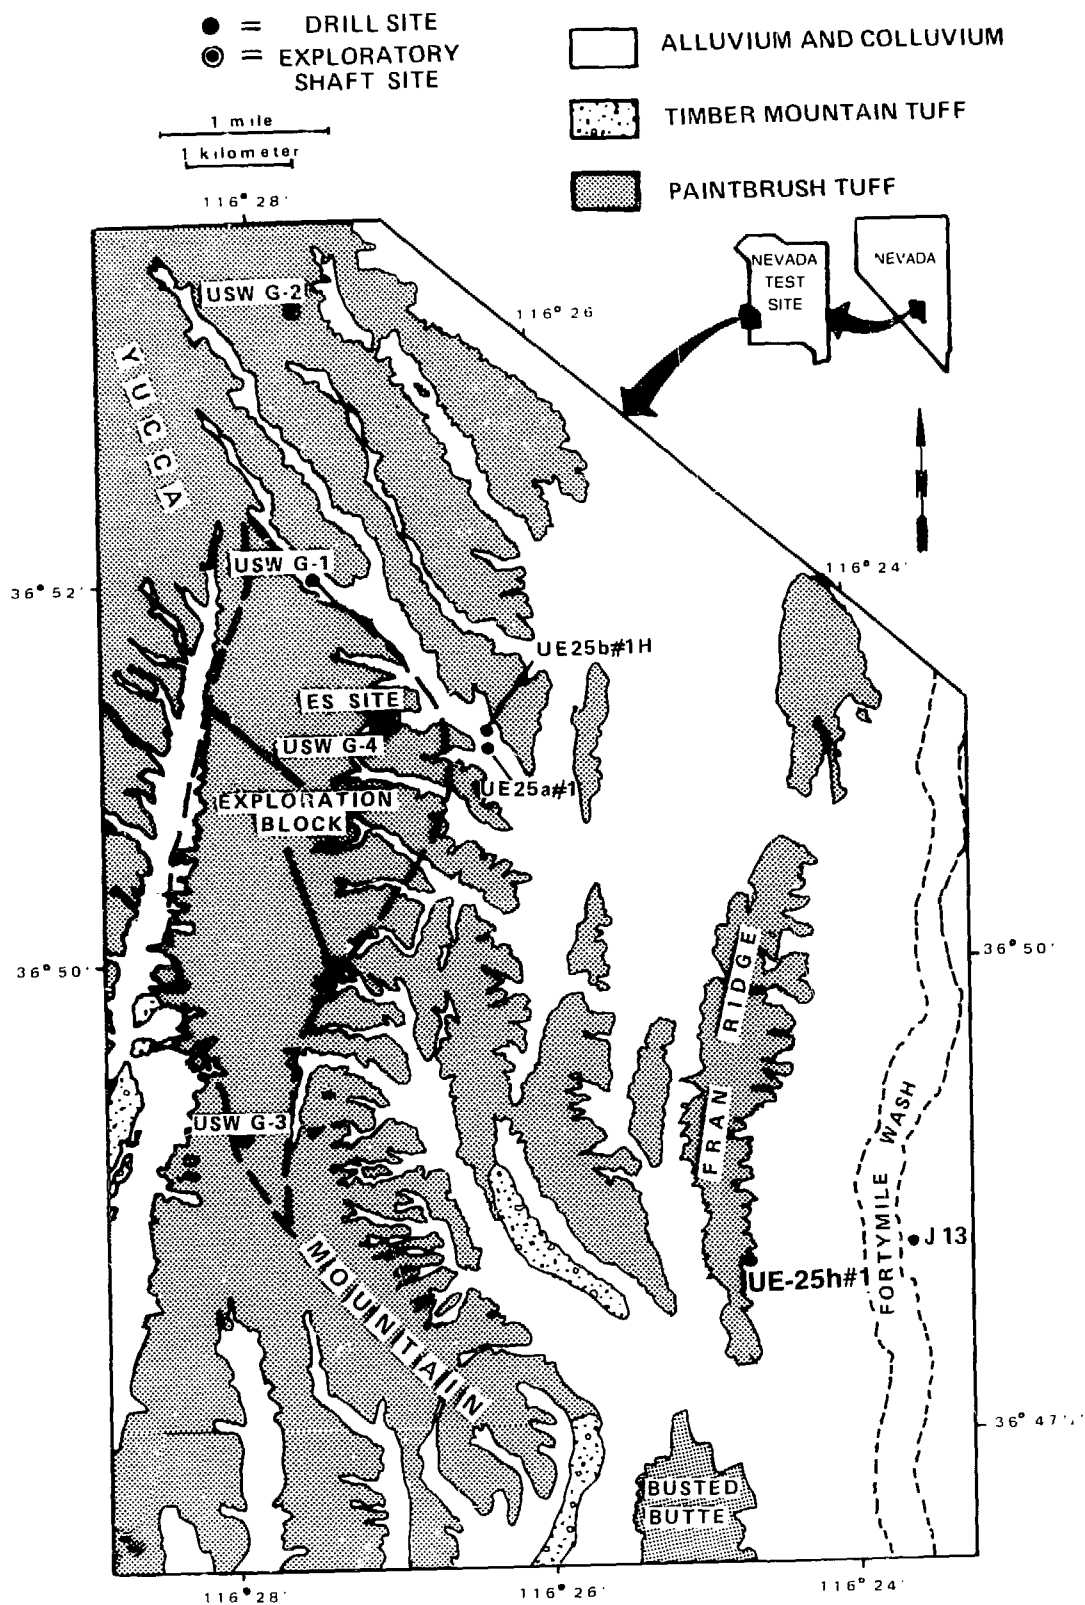 ● = DRILL SITE
◉ = EXPLORATORY
SHAFT SITE
ALLUVIUM AND COLLUVIUM
TIMBER MOUNTAIN TUFF
PAINTBRUSH TUFF
1 mile
1 kilometer
116° 28'
NEVADA
TEST
SITE
NEVADA
USW G-2
116° 26
YUCCA
N
USW G-1
116° 24'
36° 52'
UE25b#1H
ES SITE
USW G-4
UE25a#1
EXPLORATION
BLOCK
FRAN RIDGE
36° 50'
36° 50'
USW G-3
FORTYMILE WASH
J 13
UE-25h#1
MOUNTAIN
36° 47'
BUSTED
BUTTE
116° 28'
116° 26'
116° 24'